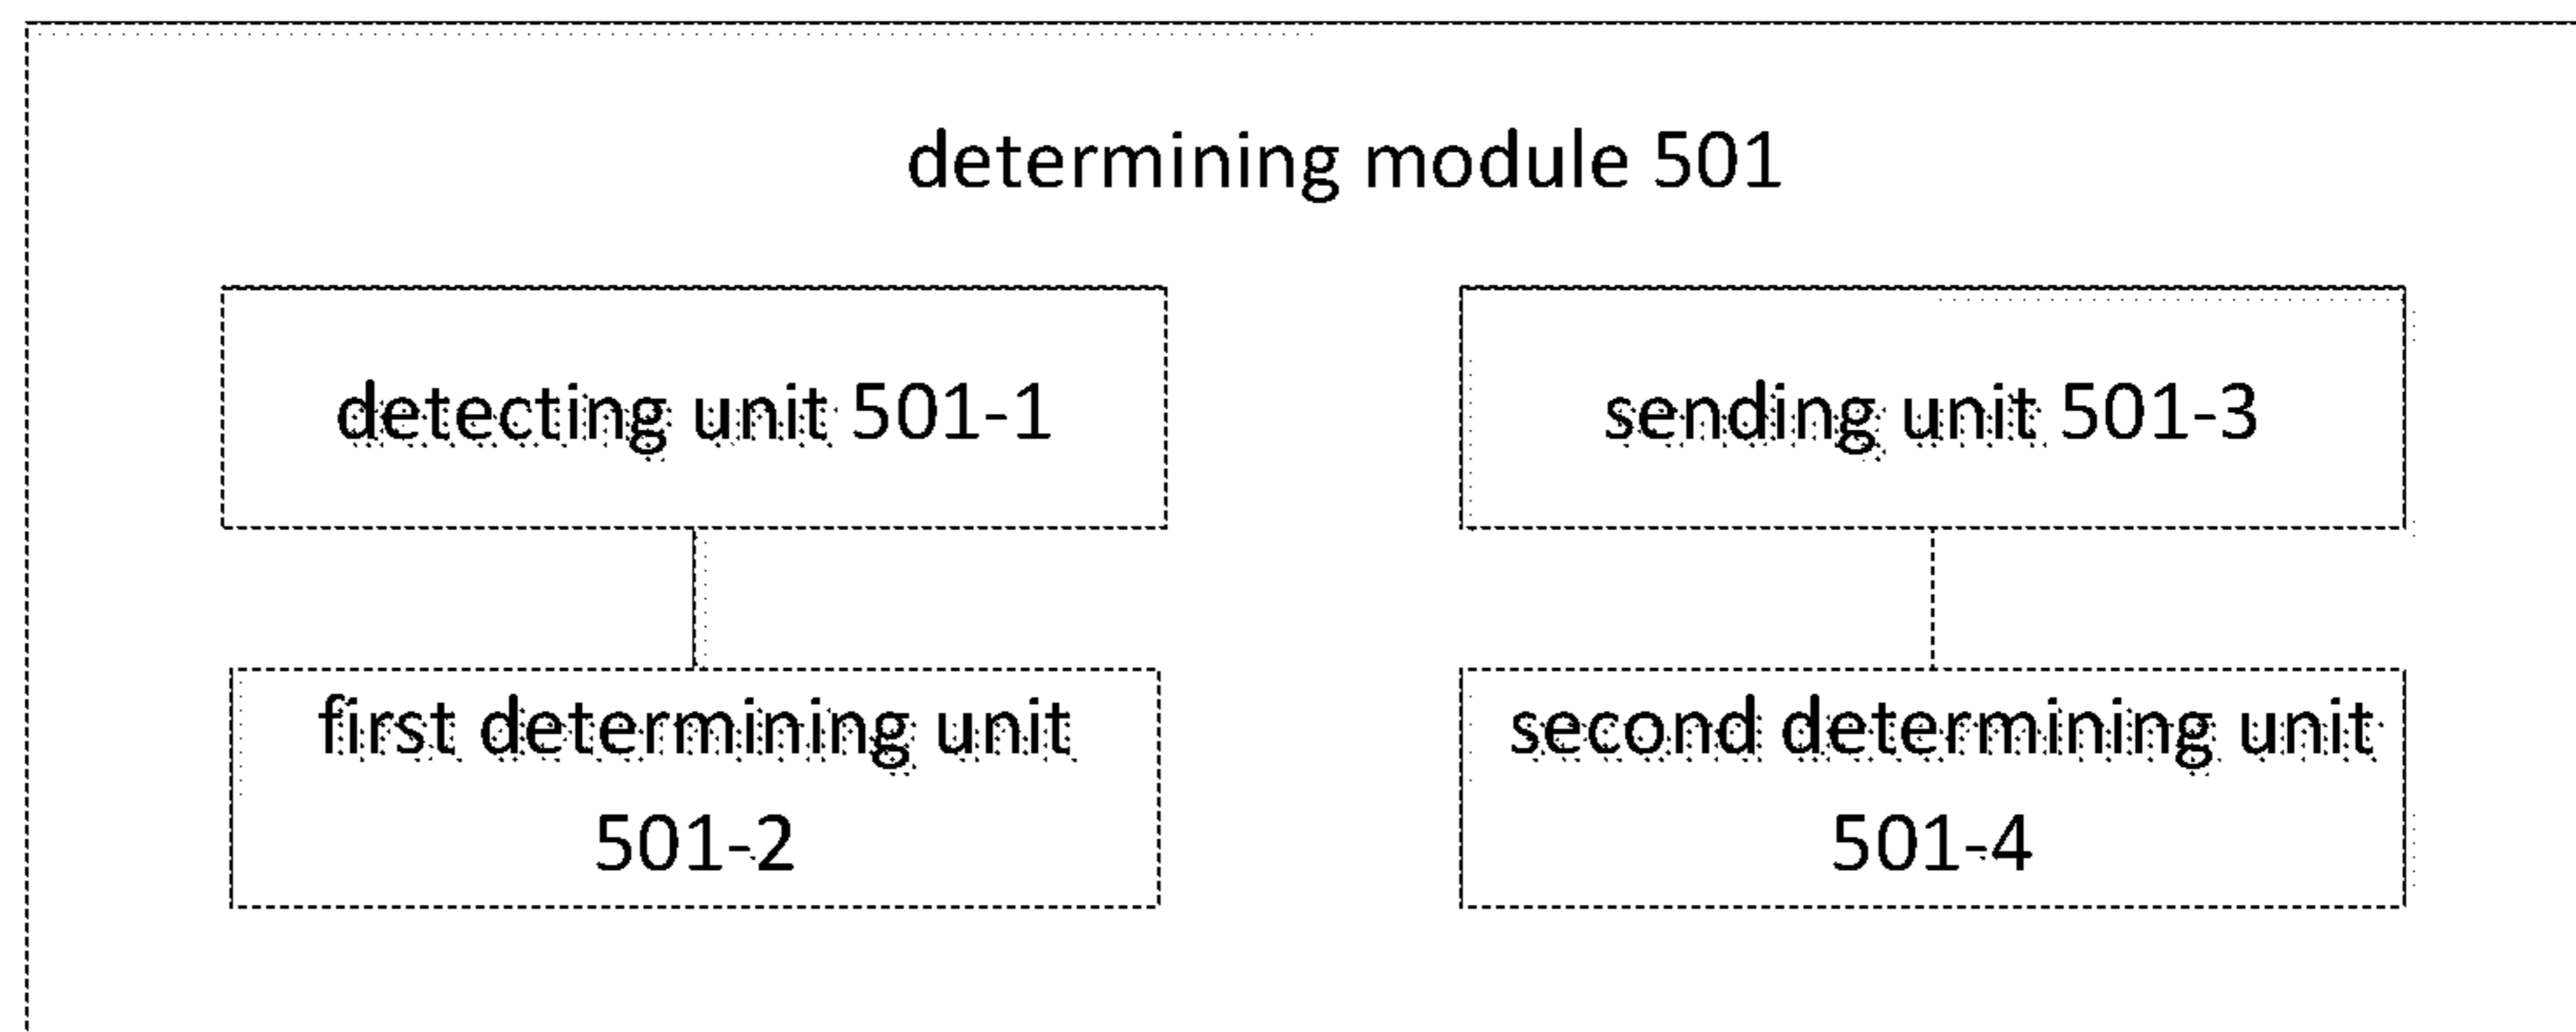 determining module 501
detecting unit 501-1
sending unit 501-3
first determining unit
501-2
second determining unit
501-4